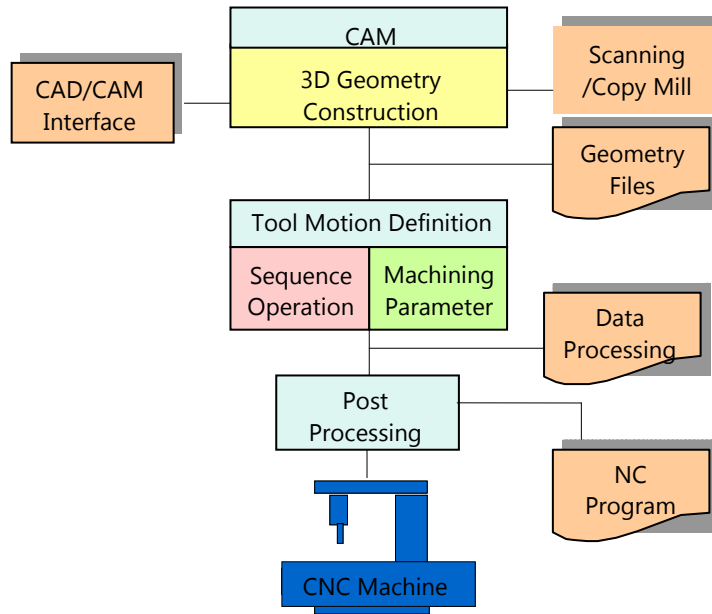 CAM
3D Geometry
Construction
CAD/CAM
Interface
Scanning
/Copy Mill
Geometry
Files
Tool Motion Definition
Sequence
Operation
Machining
Parameter
Data
Processing
Post
Processing
NC
Program
CNC Machine